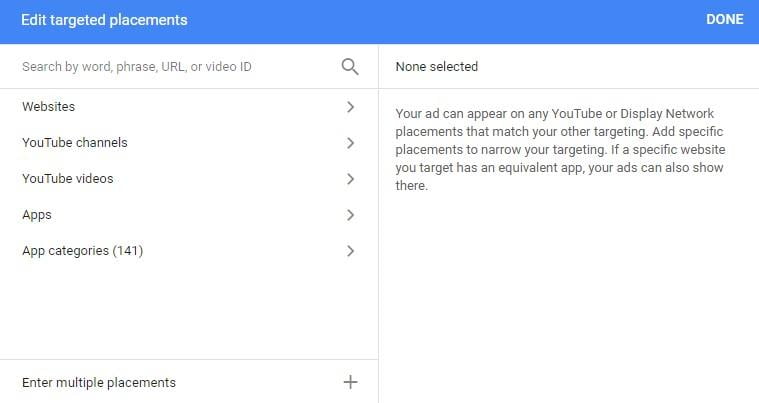 Edit targeted placements
DONE
Search by word, phrase, URL, or video ID
None selected
Websites
YouTube channels
YouTube videos
Apps
App categories (141)
Enter multiple placements
Your ad can appear on any YouTube or Display Network
placements that match your other targeting. Add specific
placements to narrow your targeting. If a specific website
you target has an equivalent app, your ads can also show
there.